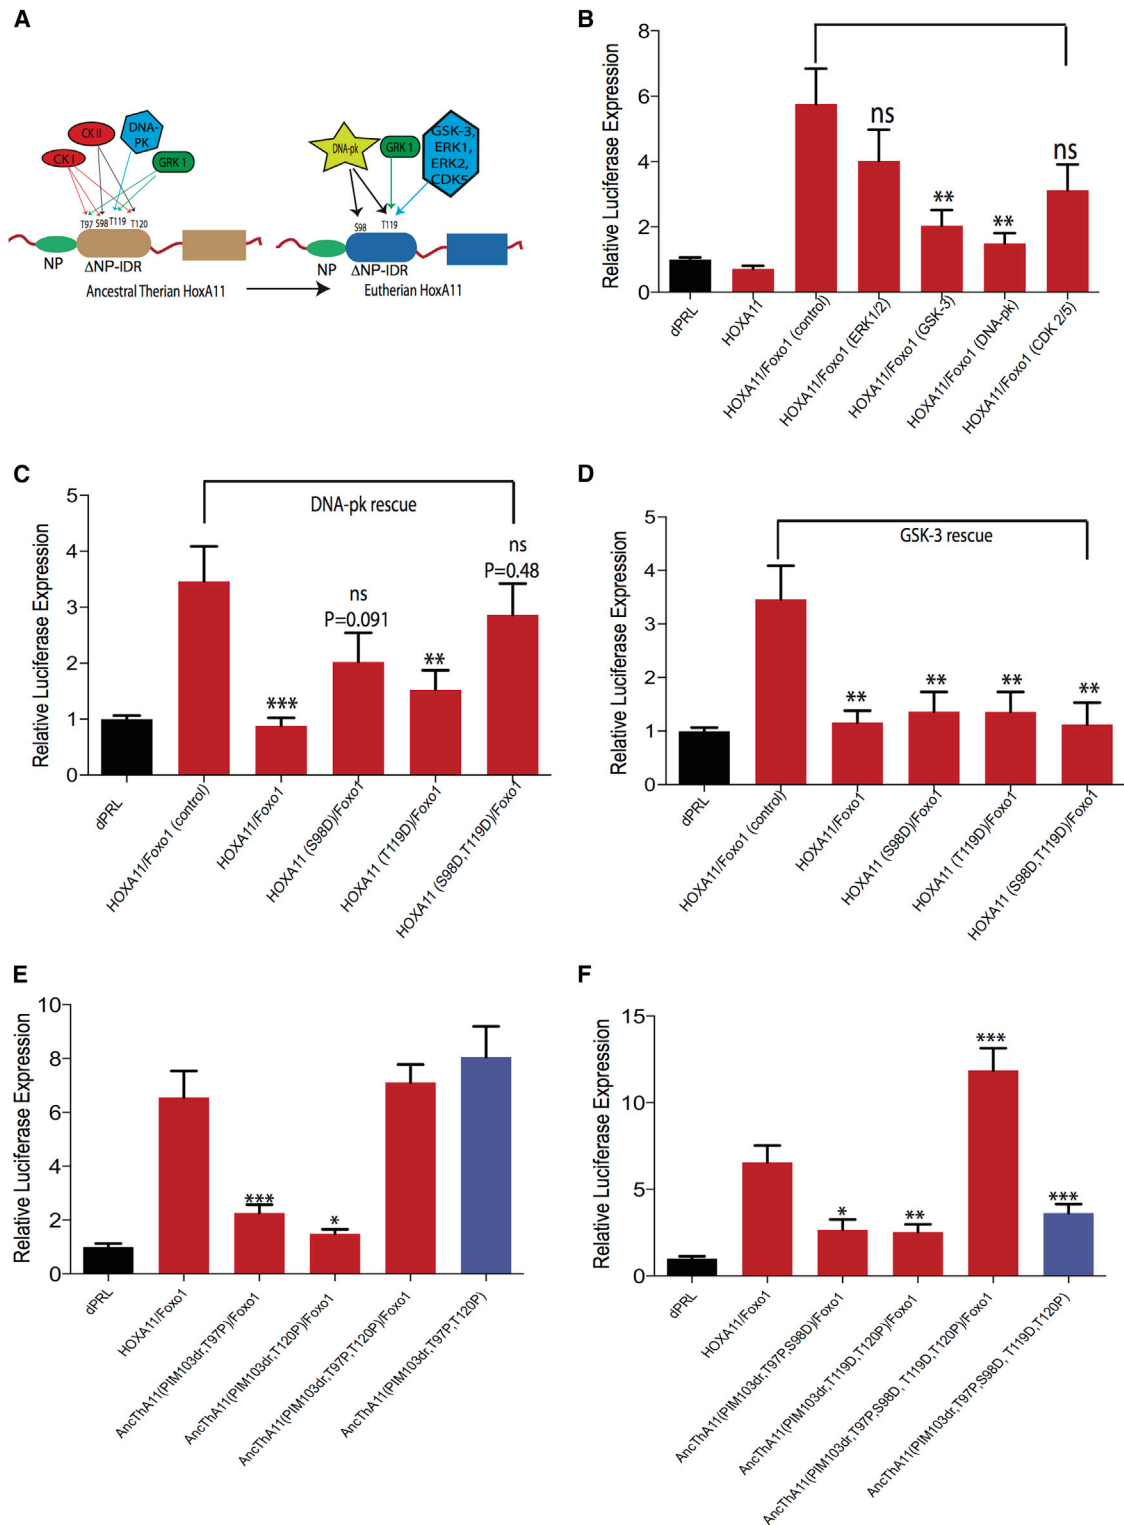 A
CK II
CK I
DNA-
PK
GRK 1
T97 S98 T119 T120
NP
ΔNP-IDR
Ancestral Therian HoxA11
DNA-pk
GRK 1
GSK-3,
ERK1,
ERK2,
CDK5
S98
T119
NP
ΔNP-IDR
Eutherian HoxA11
B
Relative Luciferase Expression
8
6
4
2
0
ns
**
**
ns
dPRL
HOXA11
HOXA11/Foxo1 (control)
HOXA11/Foxo1 (ERK1/2)
HOXA11/Foxo1 (GSK-3)
HOXA11/Foxo1 (DNA-pk)
HOXA11/Foxo1 (CDK 2/5)
C
Relative Luciferase Expression
5
4
3
2
1
0
DNA-pk rescue
***
ns
P=0.091
**
ns
P=0.48
dPRL
HOXA11/Foxo1 (control)
HOXA11/Foxo1
HOXA11 (S98D)/Foxo1
HOXA11 (T119D)/Foxo1
HOXA11 (S98D,T119D)/Foxo1
D
Relative Luciferase Expression
5
4
3
2
1
0
GSK-3 rescue
**
**
**
**
dPRL
HOXA11/Foxo1 (control)
HOXA11/Foxo1
HOXA11 (S98D)/Foxo1
HOXA11 (T119D)/Foxo1
HOXA11 (S98D,T119D)/Foxo1
E
Relative Luciferase Expression
10
8
6
4
2
0
***
*
dPRL
HOXA11/Foxo1
AncThA11(PIM103dr,T97P)/Foxo1
AncThA11(PIM103dr,T120P)/Foxo1
AncThA11(PIM103dr,T97P,T120P)/Foxo1
AncThA11(PIM103dr,T97P,T120P)
F
Relative Luciferase Expression
15
10
5
0
*
**
***
***
dPRL
HOXA11/Foxo1
AncThA11(PIM103dr,T97P,S98D)/Foxo1
AncThA11(PIM103dr,T119D,T120P)/Foxo1
AncThA11(PIM103dr,T97P,S98D, T119D,T120P)/Foxo1
AncThA11(PIM103dr,T97P,S98D, T119D,T120P)